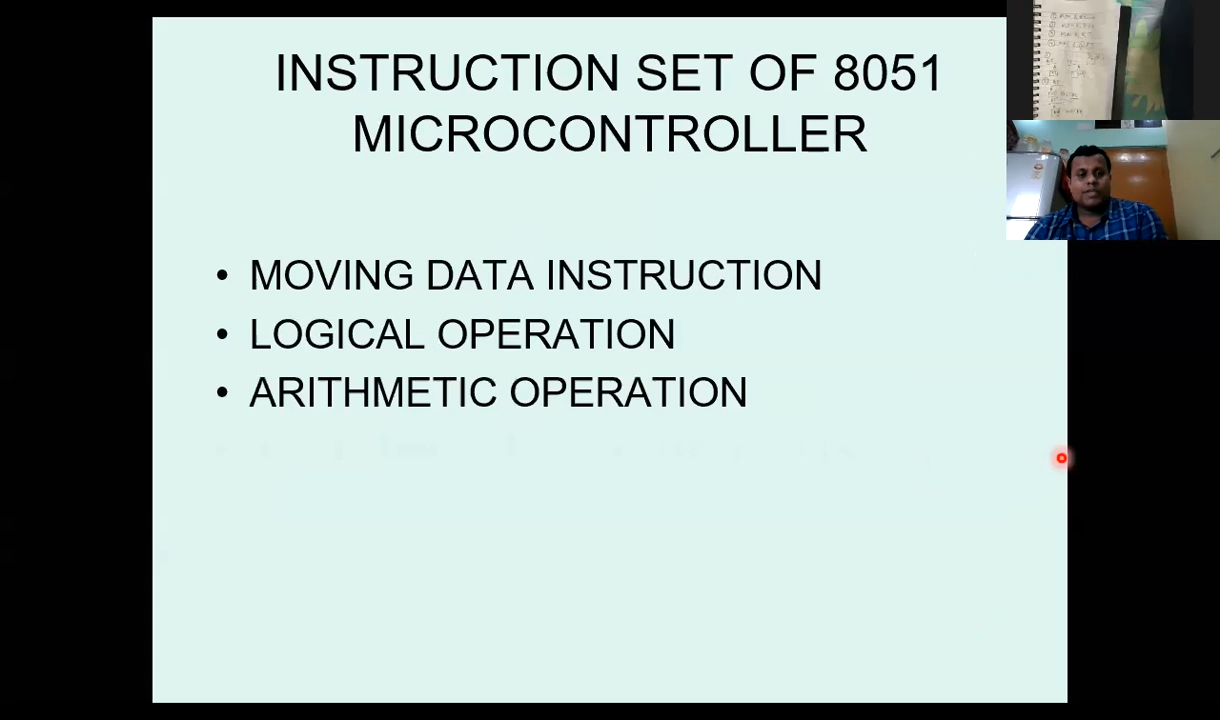 INSTRUCTION SET OF 8051
MICROCONTROLLER
• MOVING DATA INSTRUCTION
• LOGICAL OPERATION
• ARITHMETIC OPERATION